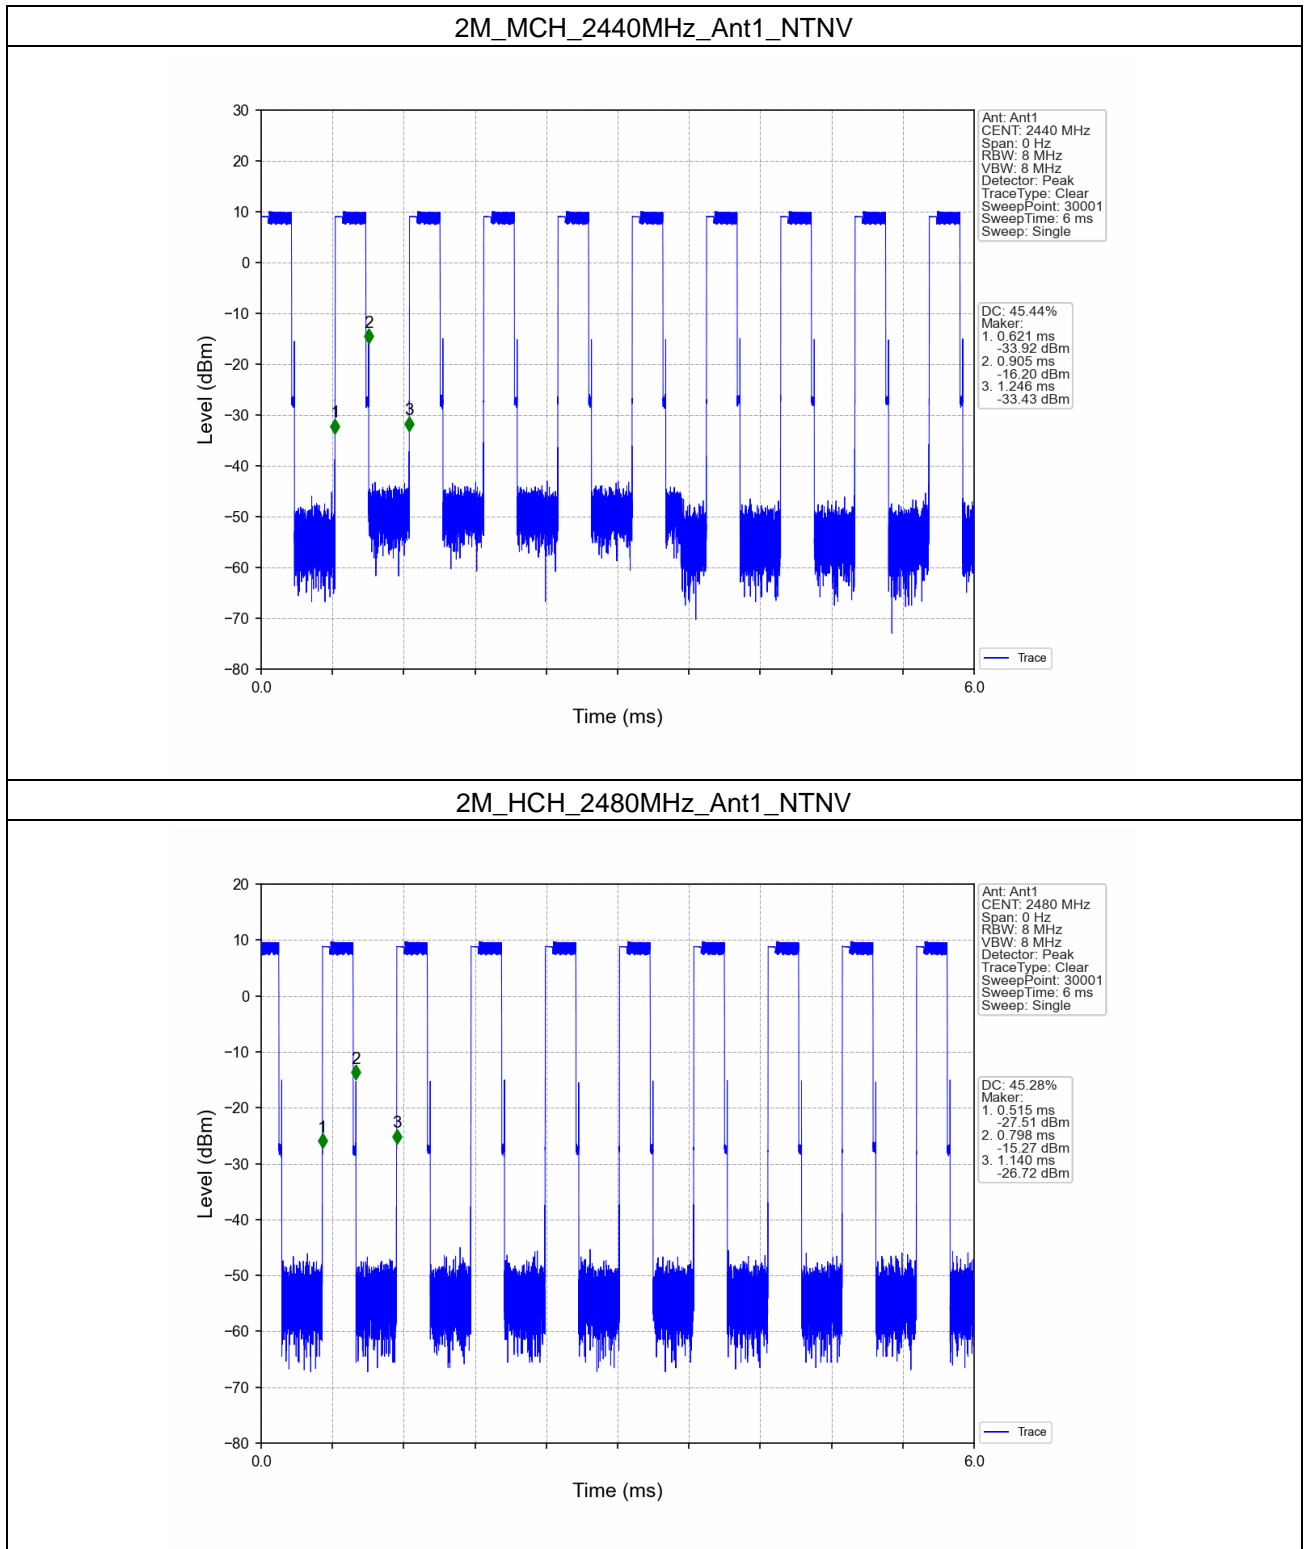 2M_MCH_2440MHz_Ant1_NTNV
30
20
10
0
−10
−20
−30
−40
−50
−60
−70
−80
Level (dBm)
0.0
6.0
Time (ms)
1
2
3
Ant: Ant1
CENT: 2440 MHz
Span: 0 Hz
RBW: 8 MHz
VBW: 8 MHz
Detector: Peak
TraceType: Clear
SweepPoint: 30001
SweepTime: 6 ms
Sweep: Single
DC: 45.44%
Maker:
1. 0.621 ms
-33.92 dBm
2. 0.905 ms
-16.20 dBm
3. 1.246 ms
-33.43 dBm
Trace
2M_HCH_2480MHz_Ant1_NTNV
20
10
0
−10
−20
−30
−40
−50
−60
−70
−80
Level (dBm)
0.0
6.0
Time (ms)
1
2
3
Ant: Ant1
CENT: 2480 MHz
Span: 0 Hz
RBW: 8 MHz
VBW: 8 MHz
Detector: Peak
TraceType: Clear
SweepPoint: 30001
SweepTime: 6 ms
Sweep: Single
DC: 45.28%
Maker:
1. 0.515 ms
-27.51 dBm
2. 0.798 ms
-15.27 dBm
3. 1.140 ms
-26.72 dBm
Trace